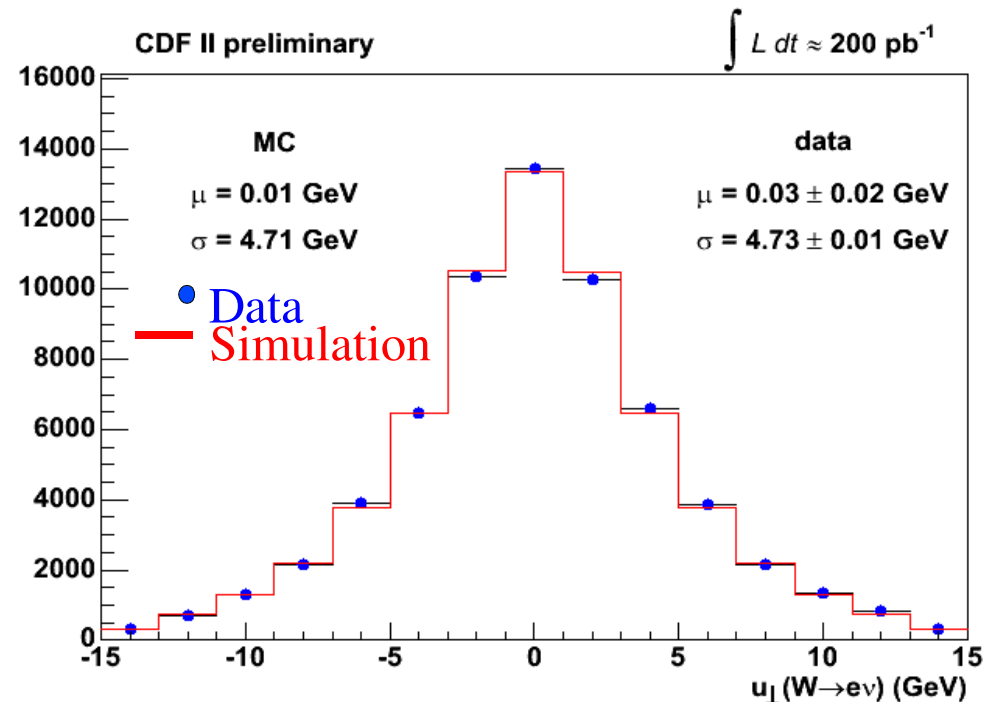 CDF II preliminary
∫ L dt ≈ 200 pb⁻¹
16000
14000
12000
10000
8000
6000
4000
2000
0
MC
μ = 0.01 GeV
σ = 4.71 GeV
data
μ = 0.03 ± 0.02 GeV
σ = 4.73 ± 0.01 GeV
Data
Simulation
-15 -10 -5 0 5 10 15
u⊥(W→eν) (GeV)